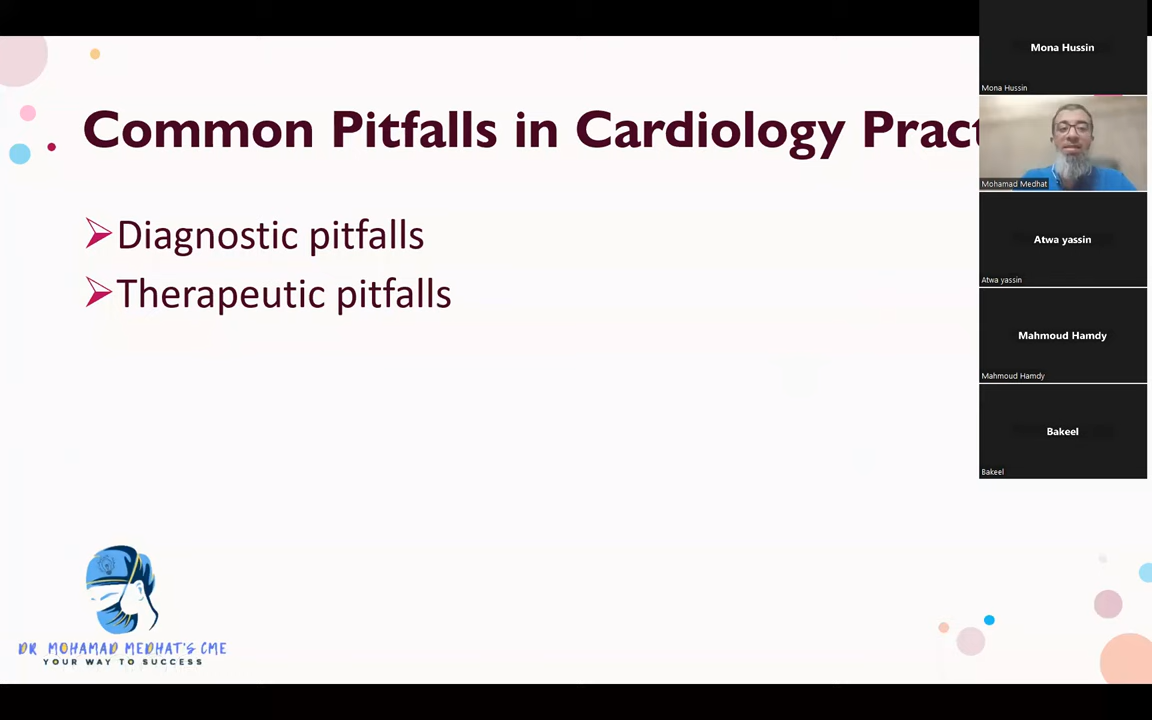 Common Pitfalls in Cardiology Pract
Diagnostic pitfalls
Therapeutic pitfalls
DR MOHAMAD MEDHAT'S CME
YOUR WAY TO SUCCESS
Mona Hussin
Mona Hussin
Mohamad Medhat
Atwa yassin
Atwa yassin
Mahmoud Hamdy
Mahmoud Hamdy
Bakeel
Bakeel